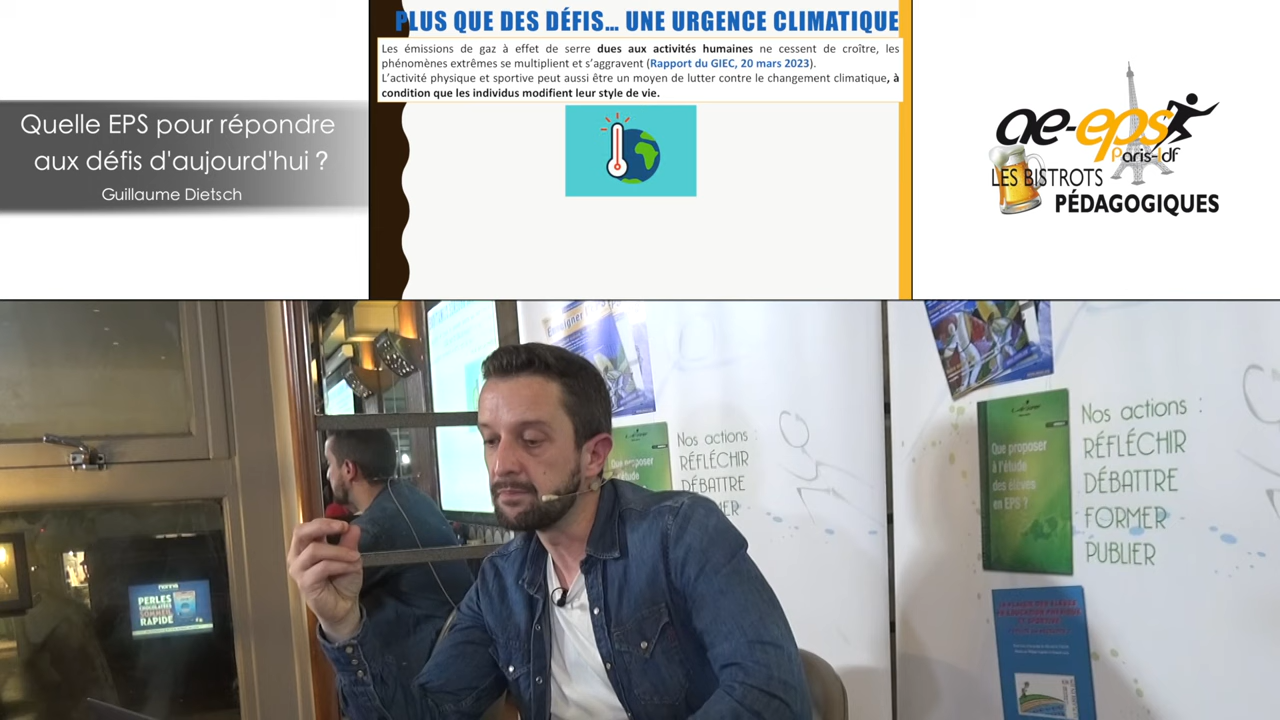 Quelle EPS pour répondre
aux défis d'aujourd'hui ?
Guillaume Dietsch
PLUS QUE DES DÉFIS... UNE URGENCE CLIMATIQUE
Les émissions de gaz à effet de serre dues aux activités humaines ne cessent de croître, les
phénomènes extrêmes se multiplient et s'aggravent (Rapport du GIEC, 20 mars 2023).
L'activité physique et sportive peut aussi être un moyen de lutter contre le changement climatique, à
condition que les individus modifient leur style de vie.
ae-eps
Paris-Idf
LES BISTROTS
PÉDAGOGIQUES
Que proposer
à l'étude
Nos actions :
RÉFLÉCHIR
DÉBATTRE
Que proposer
à l'étude
des élèves
en EPS ?
Nos actions :
RÉFLÉCHIR
DÉBATTRE
FORMER
PUBLIER
PERLES
RAPIDE